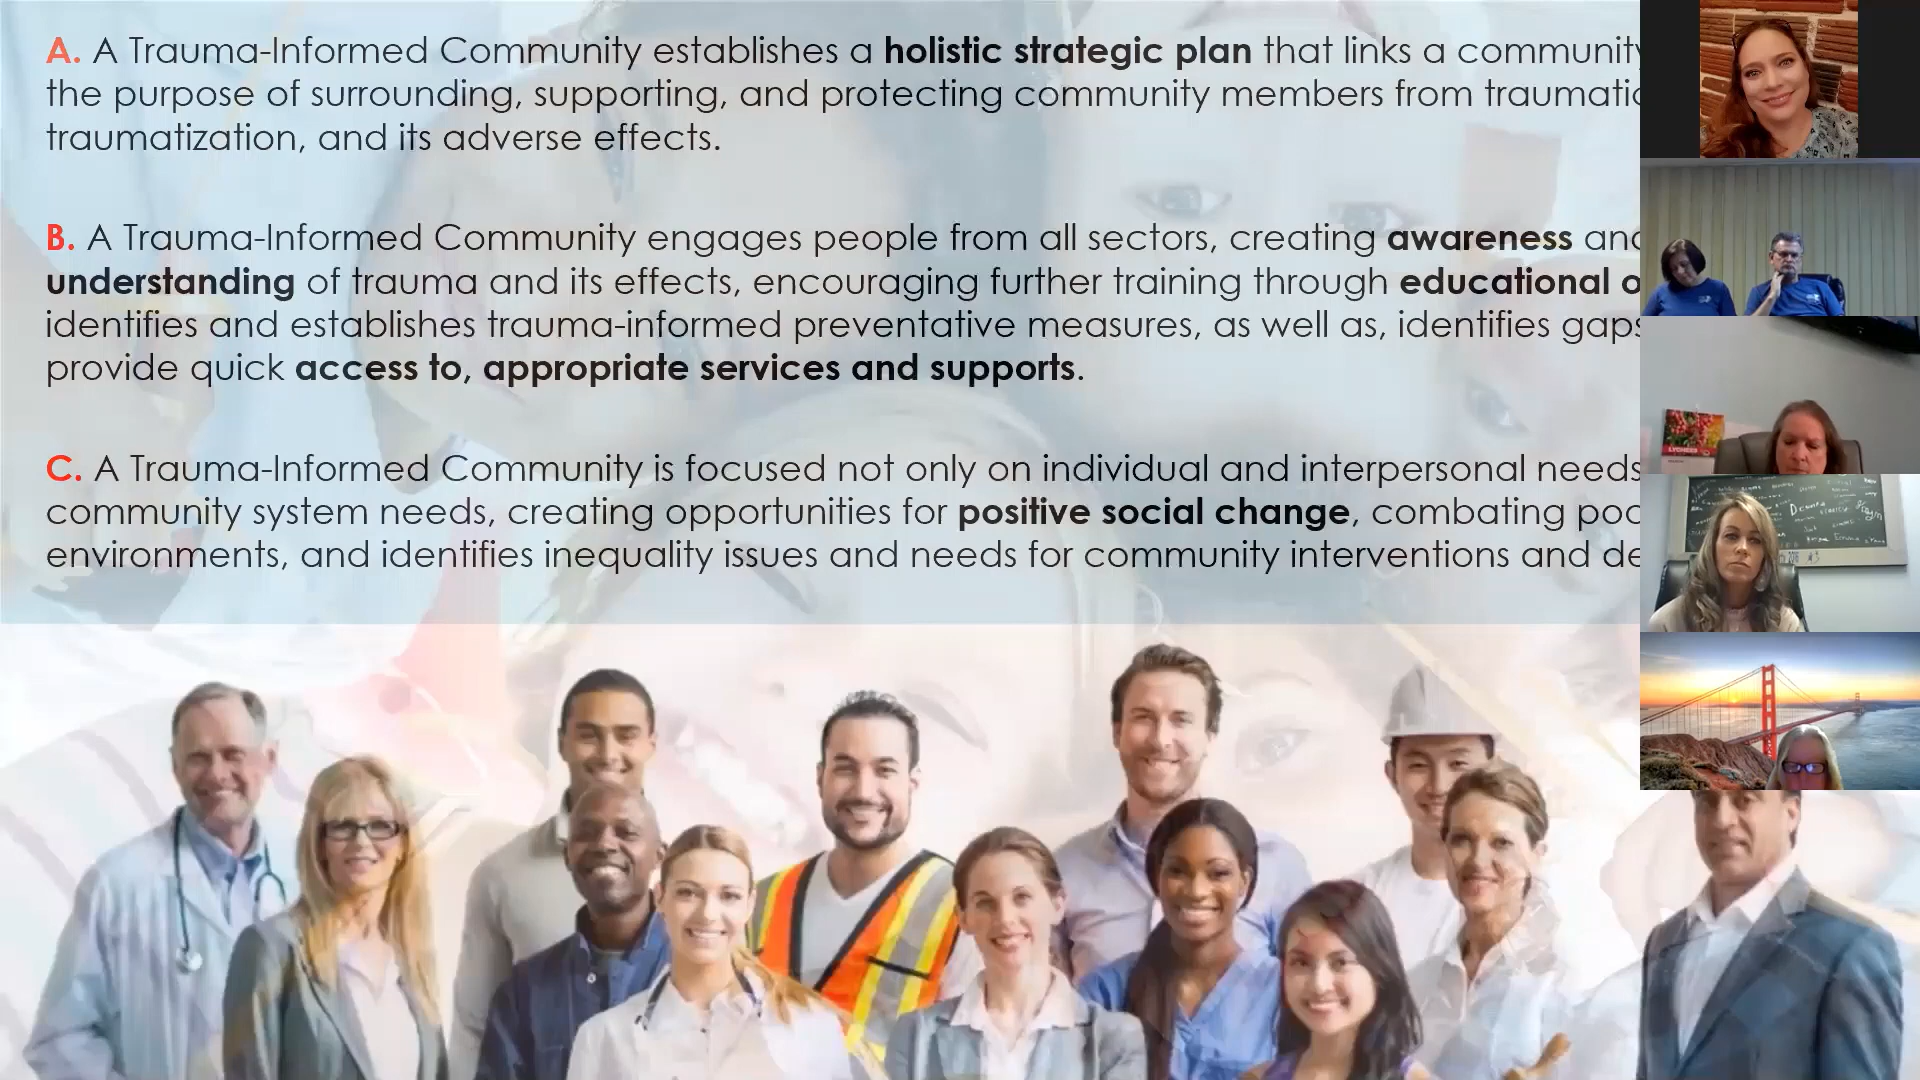 A. A Trauma-Informed Community establishes a holistic strategic plan that links a community
the purpose of surrounding, supporting, and protecting community members from traumatic
traumatization, and its adverse effects.
B. A Trauma-Informed Community engages people from all sectors, creating awareness and
understanding of trauma and its effects, encouraging further training through educational
identifies and establishes trauma-informed preventative measures, as well as, identifies gaps
provide quick access to, appropriate services and supports.
C. A Trauma-Informed Community is focused not only on individual and interpersonal needs
community system needs, creating opportunities for positive social change, combating
environments, and identifies inequality issues and needs for community interventions and
LYCHEES